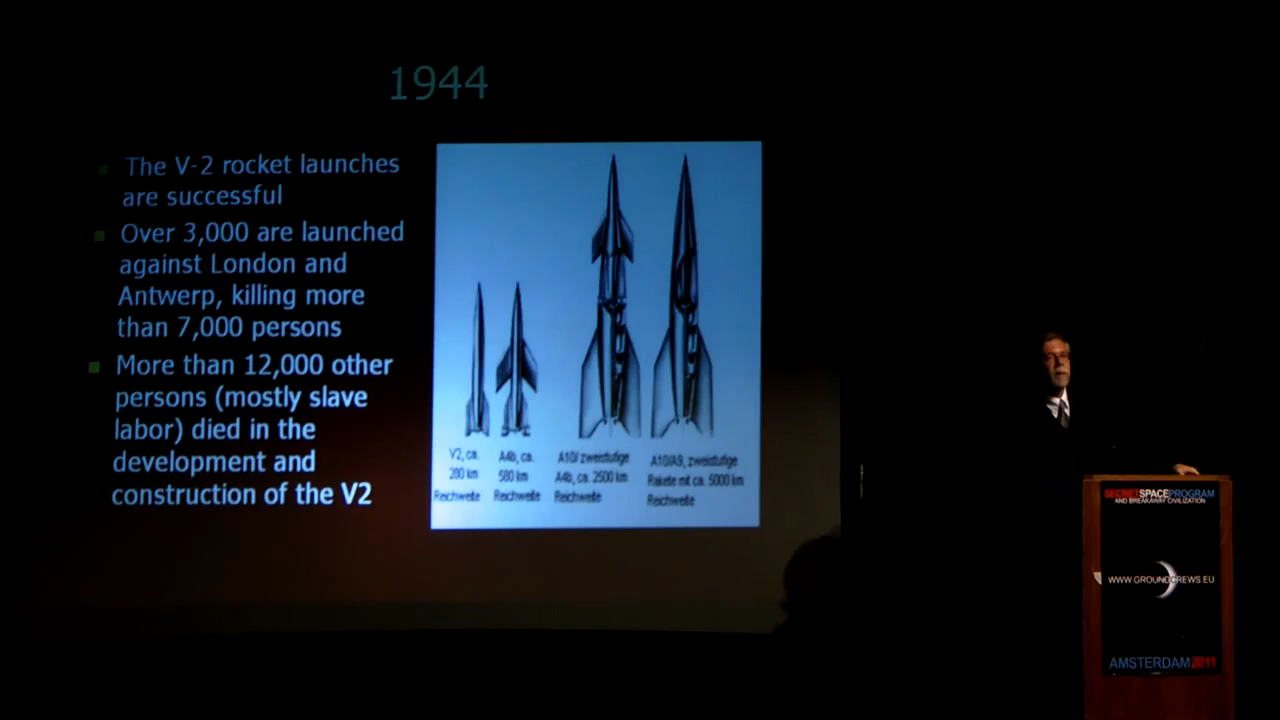 1944
The V-2 rocket launches
are successful
Over 3,000 are launched
against London and
Antwerp, killing more
than 7,000 persons
More than 12,000 other
persons (mostly slave
labor) died in the
development and
construction of the V2
V2, ca.
280 km
Reichweite
A4b, ca.
580 km
Reichweite
A10/ zweistufige
A4b, ca. 2500 km
Reichweite
A10/A9, zweistufige
Rakete mit ca. 5000 km
Reichweite
SECRETSPACEPROGRAM
AND BREAKAWAY CIVILIZATION
WWW.GROUNDCREWS.EU
AMSTERDAM2011